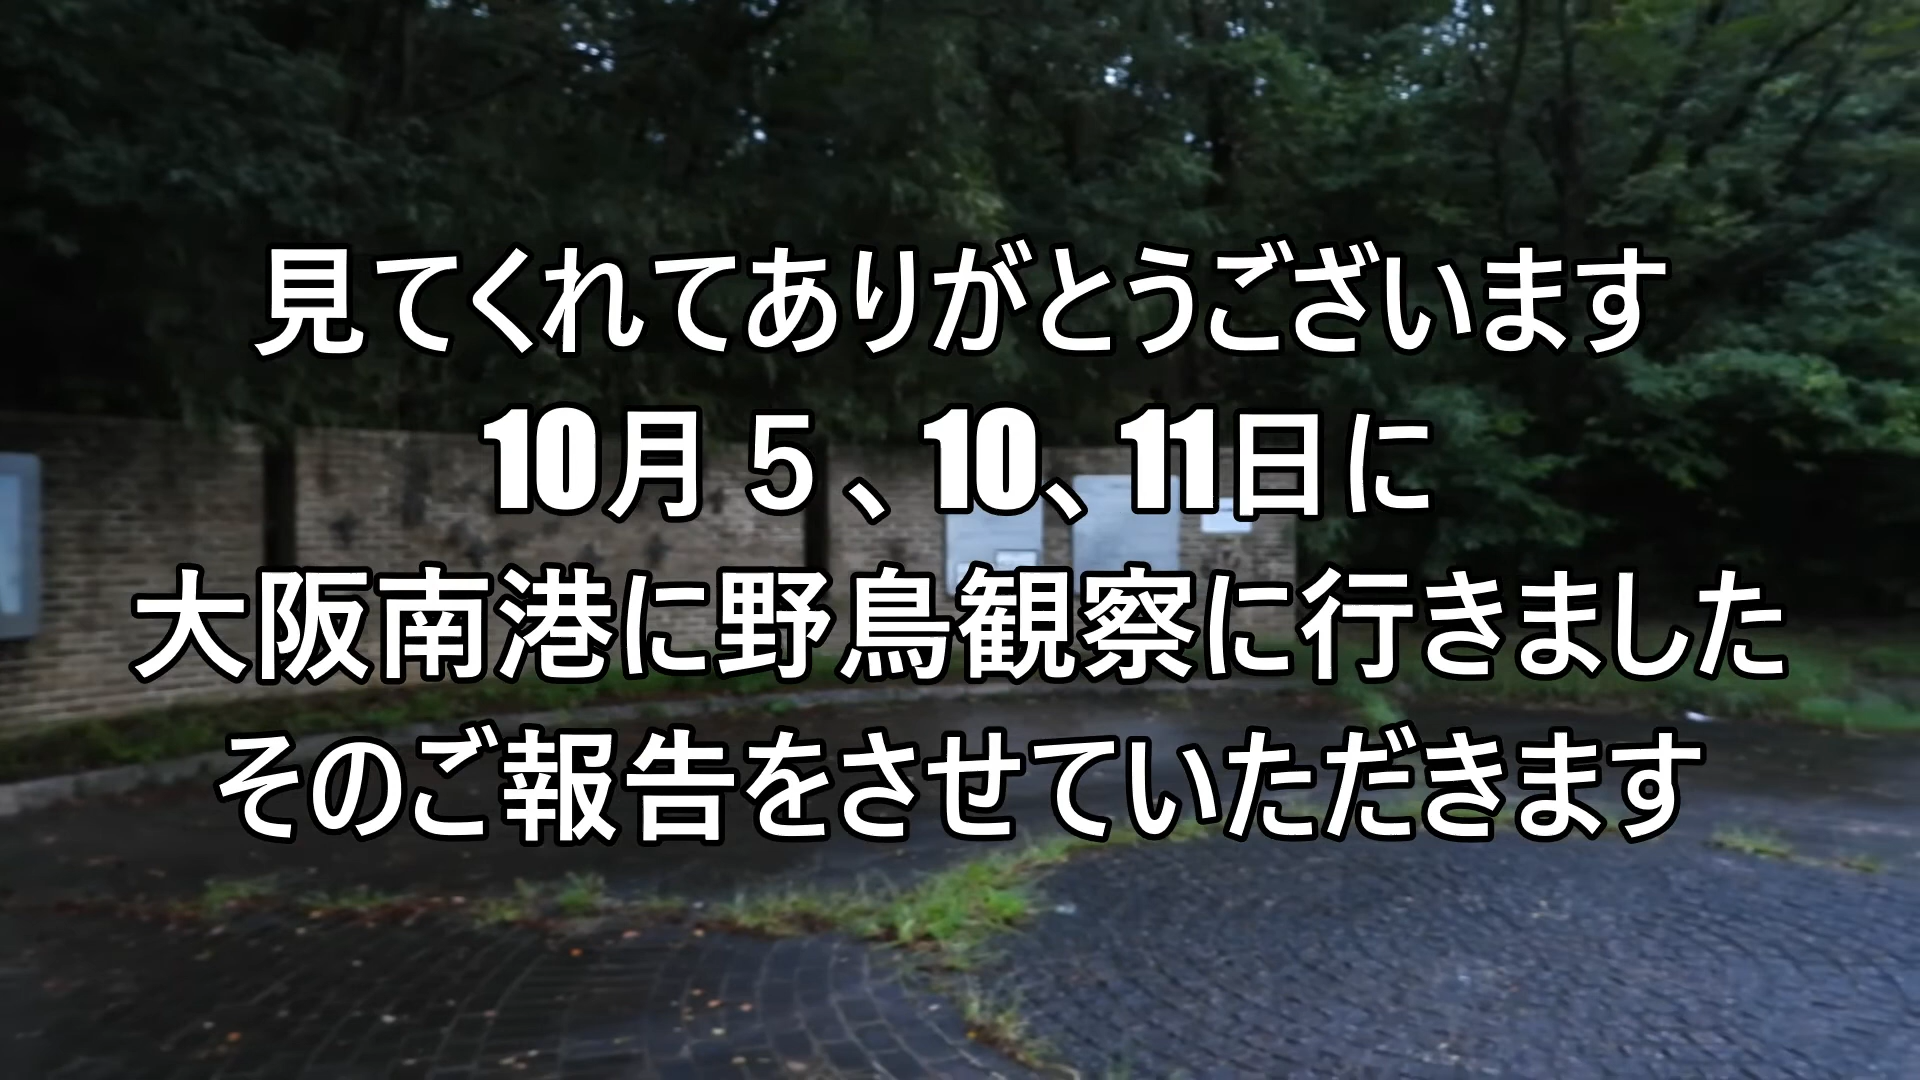 見てくれてありがとうございます
10月５、10、11日に
大阪南港に野鳥観察に行きました
そのご報告をさせていただきます